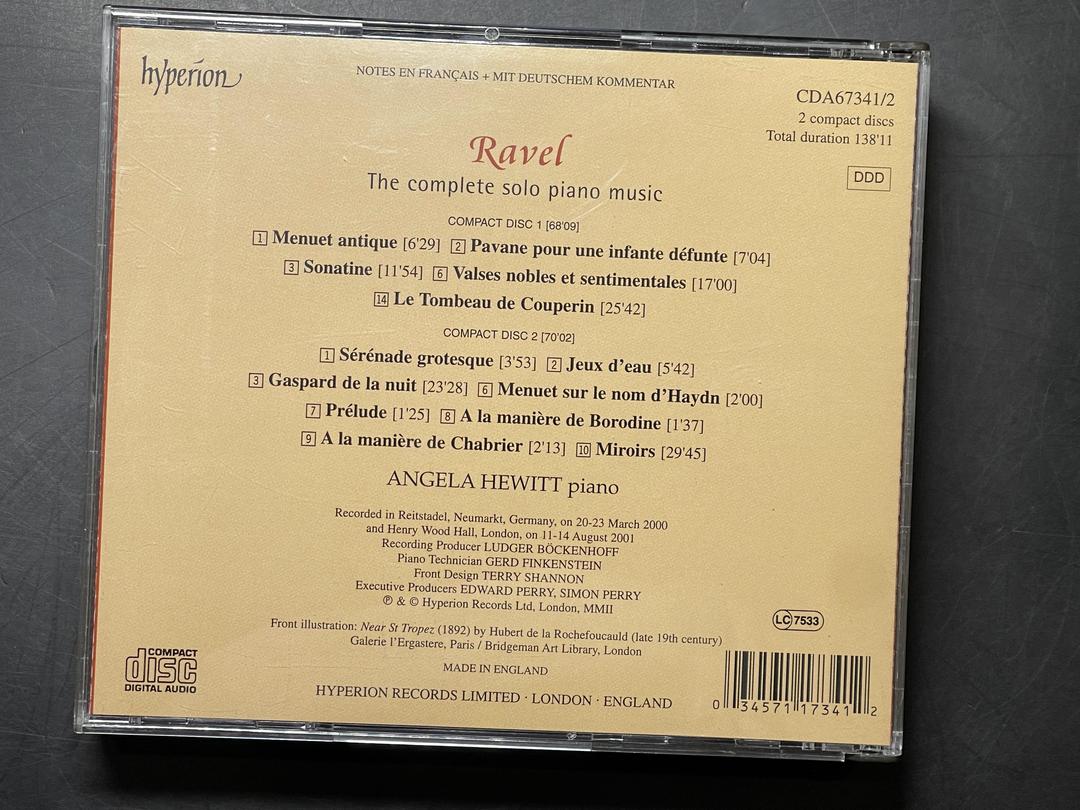 hyperion
NOTES EN FRANÇAIS + MIT DEUTSCHEM KOMMENTAR
CDA67341/2
2 compact discs
Total duration 138'11
DDD
Ravel
The complete solo piano music
COMPACT DISC 1 [68'09]
1 Menuet antique [6'29] 2 Pavane pour une infante défunte [7'04]
3 Sonatine [11'54] 6 Valses nobles et sentimentales [17'00]
14 Le Tombeau de Couperin [25'42]
COMPACT DISC 2 [70'02]
1 Sérénade grotesque [3'53] 2 Jeux d'eau [5'42]
3 Gaspard de la nuit [23'28] 6 Menuet sur le nom d'Haydn [2'00]
7 Prélude [1'25] 8 A la manière de Borodine [1'37]
9 A la manière de Chabrier [2'13] 10 Miroirs [29'45]
ANGELA HEWITT piano
Recorded in Reitstadel, Neumarkt, Germany, on 20-23 March 2000
and Henry Wood Hall, London, on 11-14 August 2001
Recording Producer LUDGER BÖCKENHOFF
Piano Technician GERD FINKENSTEIN
Front Design TERRY SHANNON
Executive Producers EDWARD PERRY, SIMON PERRY
℗ & © Hyperion Records Ltd, London, MMII
Front illustration: Near St Tropez (1892) by Hubert de la Rochefoucauld (late 19th century)
Galerie l'Ergastere, Paris / Bridgeman Art Library, London
MADE IN ENGLAND
HYPERION RECORDS LIMITED · LONDON · ENGLAND
COMPACT
disc
DIGITAL AUDIO
LC 7533
0 34571 17341 2